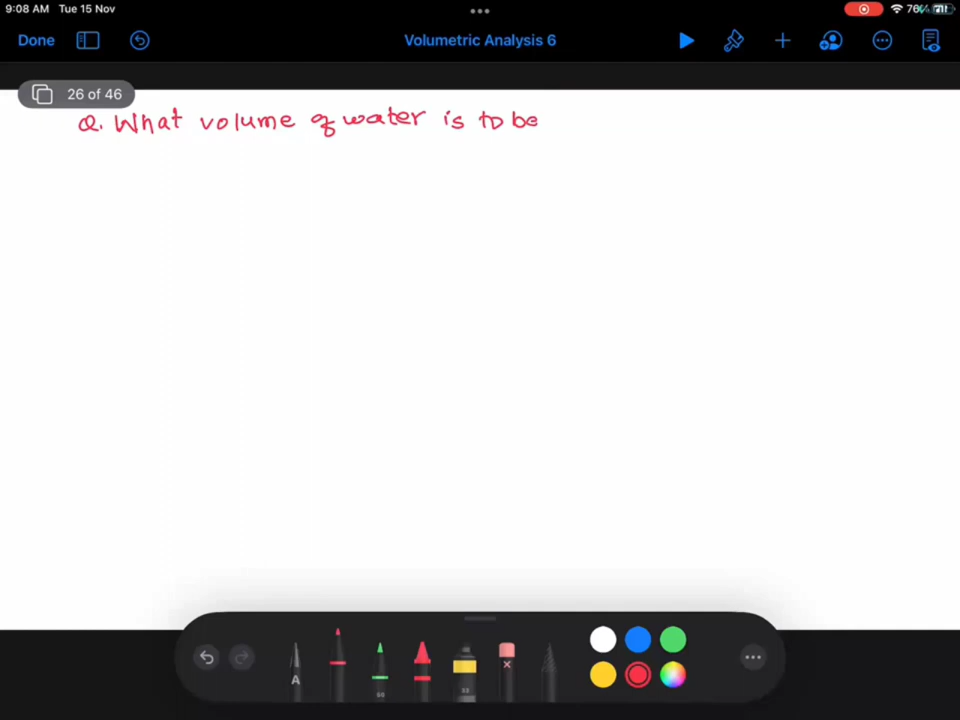 9:08 AM Tue 15 Nov
Done
Volumetric Analysis 6
26 of 46
Q. What volume of water is to be
A